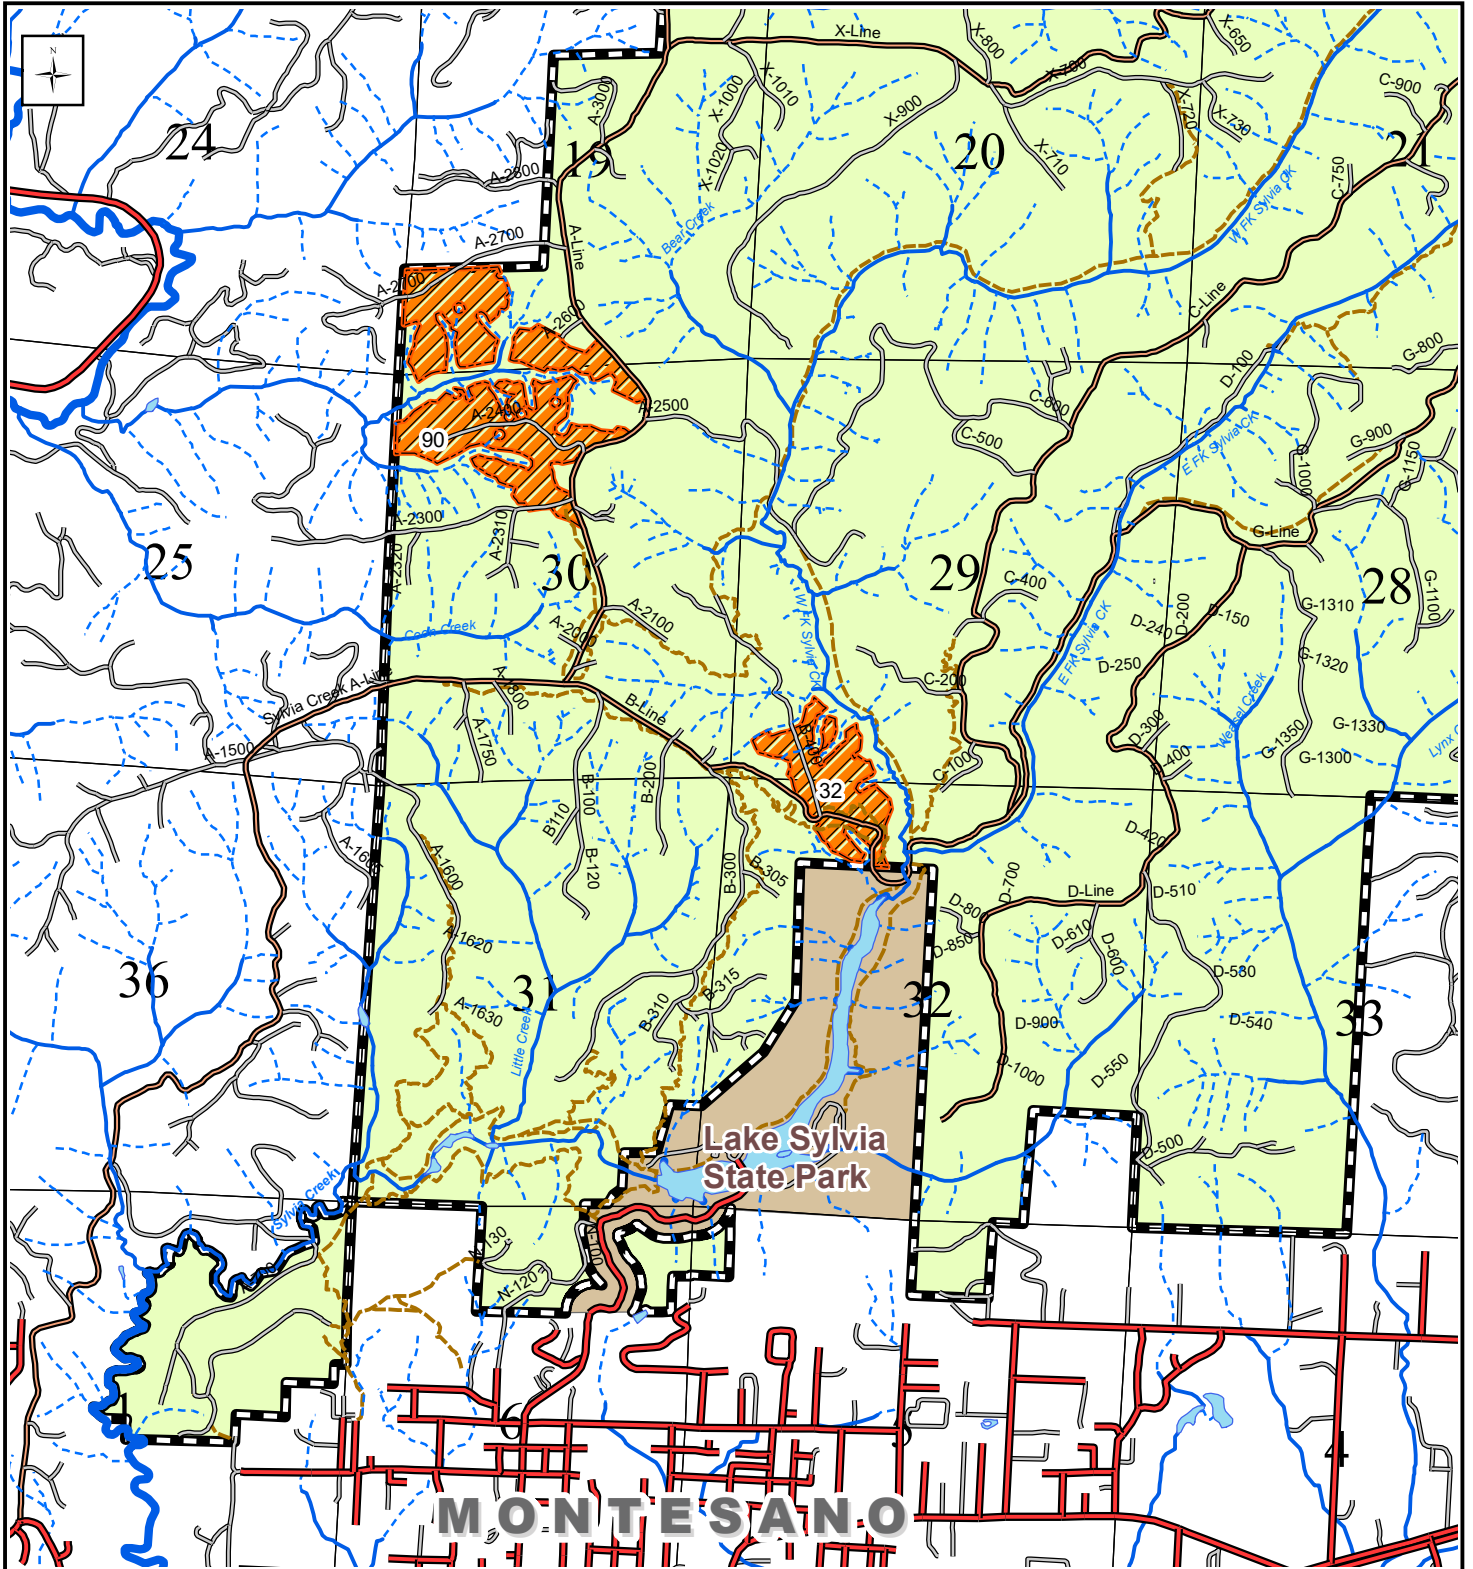 N
X-Line
X-800
X-650
X-700
C-900
X-1010
X-1000
A-3000
X-900
X-720
X-730
24
19
20
21
X-710
X-1020
C-750
A-2800
W FK Sylvia CK
Bear Creek
A-2700
A-Line
A-2700
C-Line
A-2600
G-800
D-100
A-2400
A-2500
C-600
90
C-500
G-900
E FK Sylvia CK
G-1000
G-1150
A-2300
A-2310
G-Line
25
A-2320
30
29
28
C-400
G-1100
W FK Sylvia CK
A-2100
D-200
D-150
G-1310
Cook Creek
A-2000
D-240
E FK Sylvia CK
D-250
G-1320
Sylvia Creek A-Line
A-1800
C-200
Weasel Creek
B-Line
A-1500
A-1750
B-400
D-300
G-1350
G-1330
D-400
G-1300
C-100
B-200
B-100
32
B110
D-420
A-1600
B-120
B-300
B-305
D-700
D-Line
D-510
D-850
A-1620
D-610
D-600
D-530
36
31
32
33
B-315
B-310
A-1630
D-900
D-540
Little Creek
D-1000
D-550
Lake Sylvia
State Park
D-500
Sylvia Creek
N-100
N-120
6
5
4
MONTESANO